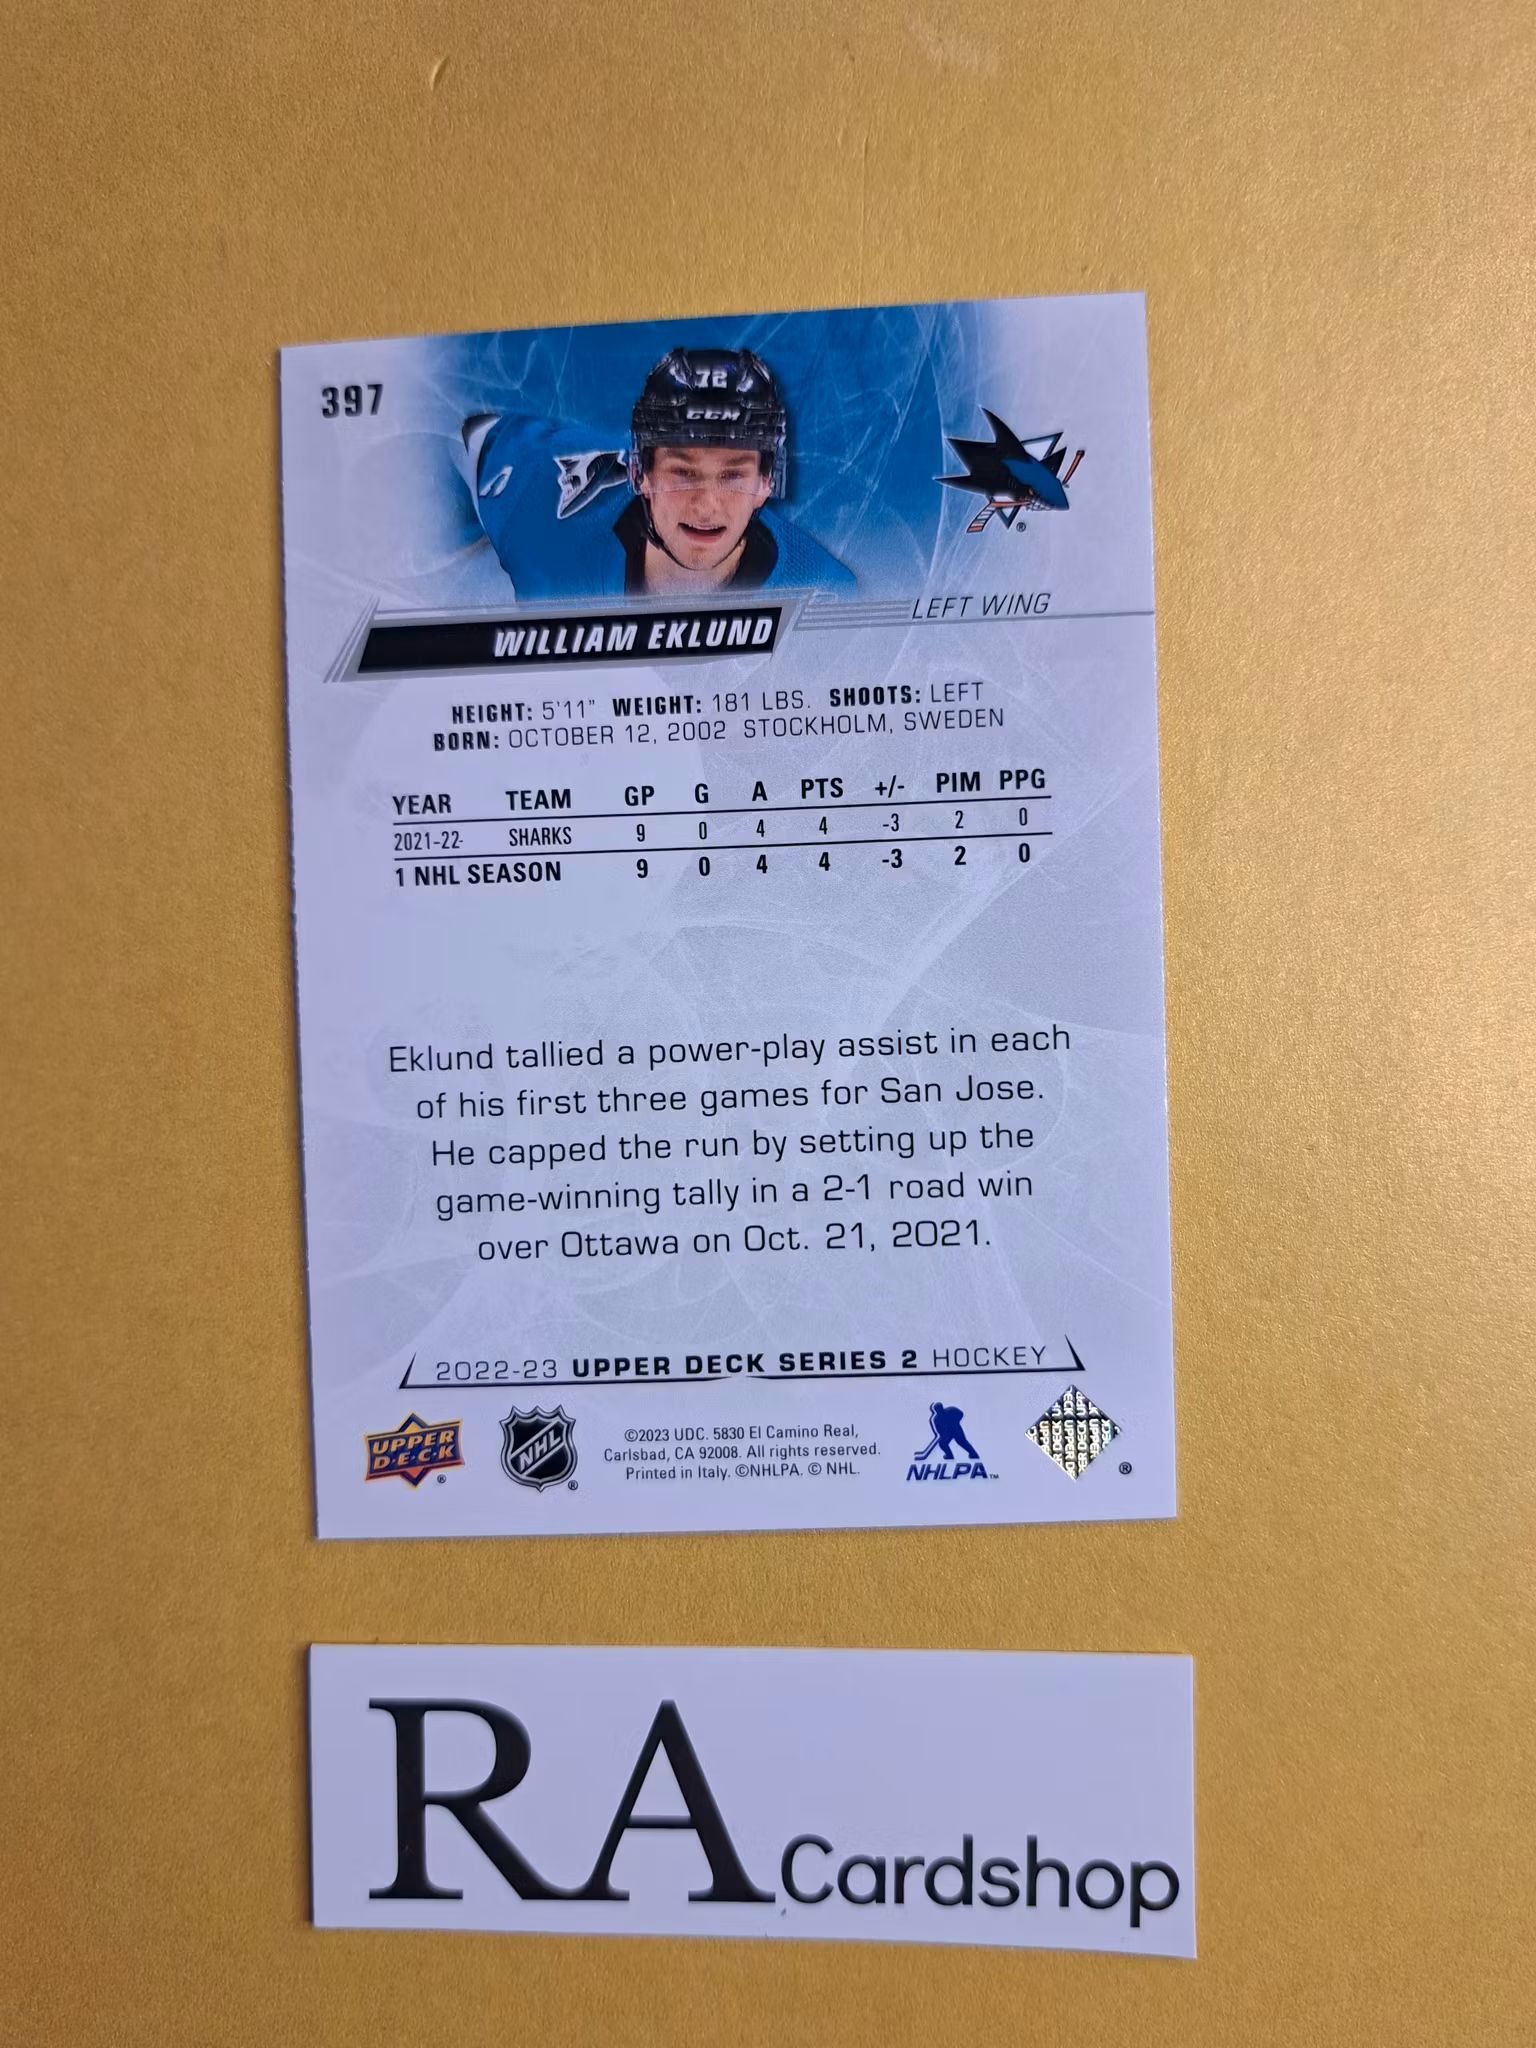 397
72
CCM
LEFT WING
WILLIAM EKLUND
HEIGHT: 5'11" WEIGHT: 181 LBS. SHOOTS: LEFT
BORN: OCTOBER 12, 2002 STOCKHOLM, SWEDEN
YEAR TEAM GP G A PTS +/- PIM PPG
2021-22 SHARKS 9 0 4 4 -3 2 0
1 NHL SEASON 9 0 4 4 -3 2 0
Eklund tallied a power-play assist in each
of his first three games for San Jose.
He capped the run by setting up the
game-winning tally in a 2-1 road win
over Ottawa on Oct. 21, 2021.
2022-23 UPPER DECK SERIES 2 HOCKEY
UPPER
D·E·C·K ®
NHL ®
©2023 UDC. 5830 El Camino Real,
Carlsbad, CA 92008. All rights reserved.
Printed in Italy. ©NHLPA. © NHL.
NHLPA™
®
RA Cardshop